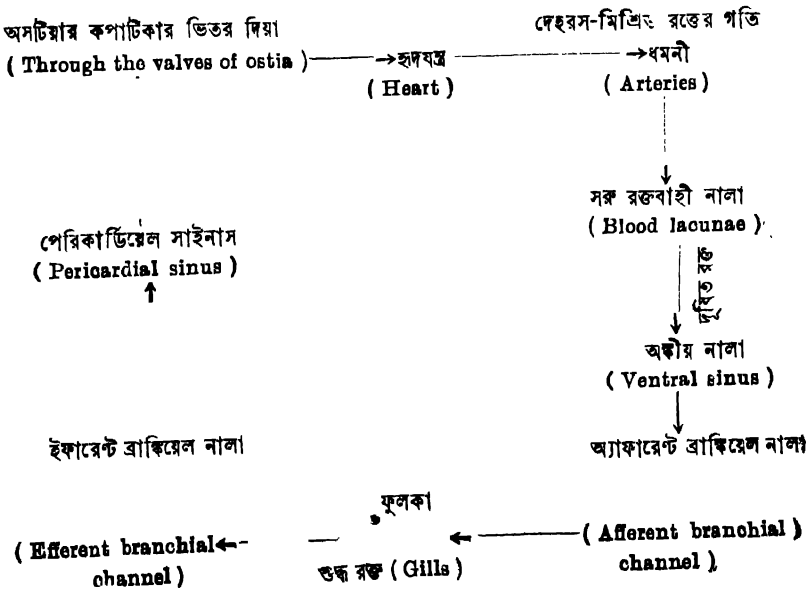 অসটিয়ার কপাটিকার ভিতর দিয়া
( Through the valves of ostia )
দেহরস-মিশ্রিত রক্তের গতি
হৃদযন্ত্র
( Heart )
ধমনী
( Arteries )
সরু রক্তবাহী নালা
( Blood lacunae )
দূষিত রক্ত
পেরিকার্ডিয়েল সাইনাস
( Pericardial sinus )
অঙ্কীয় নালা
( Ventral sinus )
ইফারেণ্ট ব্রাঙ্কিয়েল নালা
অ্যাফারেণ্ট ব্রাঙ্কিয়েল নালা
ফুলকা
( Efferent branchial
channel )
শুদ্ধ রক্ত ( Gills )
( Afferent branchial )
channel )